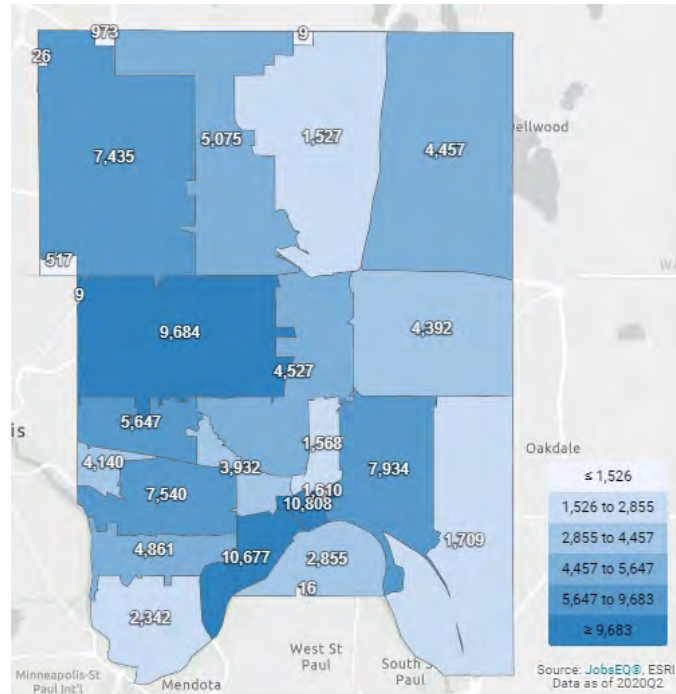 973
9
26
7,435
5,075
1,527
4,457
ellwood
517
9
9,684
4,527
4,392
is
5,647
4,140
3,932
1,568
7,934
Oakdale
7,540
1,610
10,808
4,861
10,677
2,855
1,709
16
2,342
≤ 1,526
1,526 to 2,855
2,855 to 4,457
4,457 to 5,647
5,647 to 9,683
≥ 9,683
West St
Paul
South S
Paul
Minneapolis-St
Paul Int'l
Mendota
Source: JobsEQ®, ESRI
Data as of 2020Q2